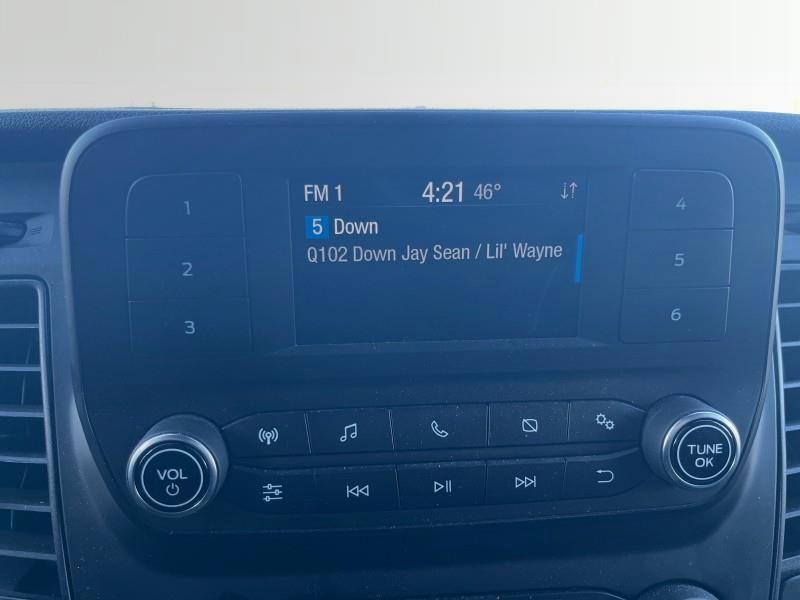 FM 1 4:21 46°
5 Down
Q102 Down Jay Sean / Lil' Wayne
1
2
3
4
5
6
VOL
TUNE
OK